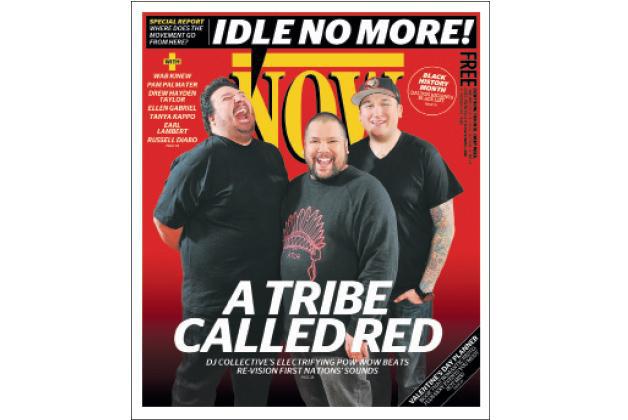 SPECIAL REPORT
WHERE DOES THE
MOVEMENT GO
FROM HERE?
IDLE NO MORE!
WITH
WAB KINEW
PAM PALMATER
DREW HAYDEN
TAYLOR
ELLEN GABRIEL
TANYA KAPPO
EARL
LAMBERT
RUSSELL DIABO
NOW
FREE
BLACK
HISTORY
MONTH
A TRIBE
CALLED RED
DJ COLLECTIVE'S ELECTRIFYING POW WOW BEATS
RE-VISION FIRST NATIONS' SOUNDS
VALENTINE'S DAY PLANNER